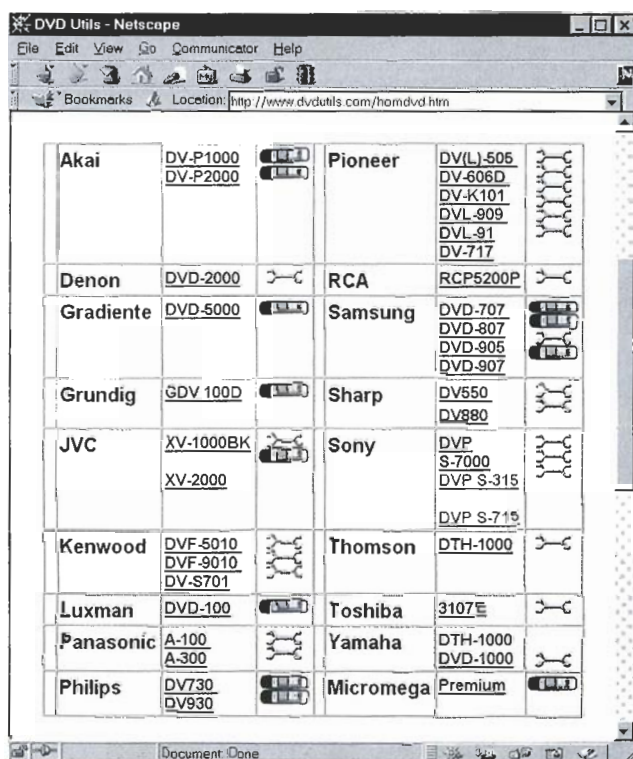 DVD Utils - Netscape
File Edit View Go Communicator Help
Bookmarks Location: http://www.dvdutils.com/homdvd.htm
Akai DV-P1000 Pioneer DV(L)-505
DV-P2000 DV-606D
DV-K101
DVL-909
DVL-91
DV-717
Denon DVD-2000 RCA RCP5200P
Gradiente DVD-5000 Samsung DVD-707
DVD-807
DVD-905
DVD-907
Grundig GDV 100D Sharp DV550
DV880
JVC XV-1000BK Sony DVP
S-7000
XV-2000 DVP S-315
DVP S-715
Kenwood DVF-5010 Thomson DTH-1000
DVF-9010
DV-S701
Luxman DVD-100 Toshiba 3107E
Panasonic A-100 Yamaha DTH-1000
A-300 DVD-1000
Philips DV730 Micromega Premium
DV930
Document: Done